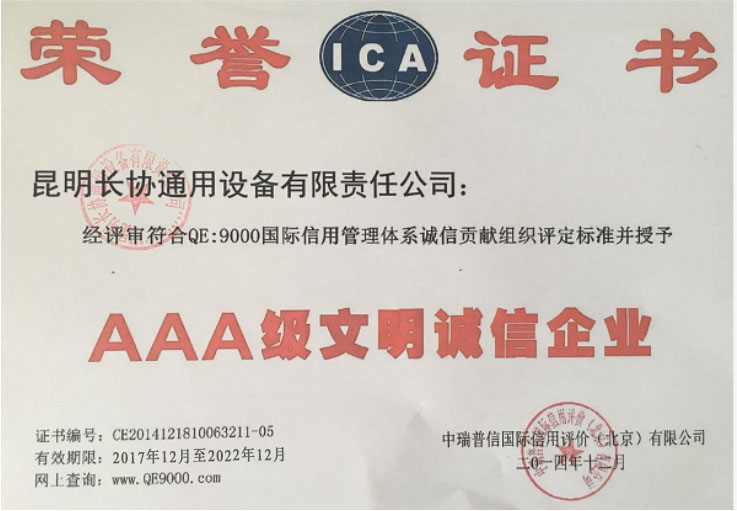 荣誉 ICA 证书
昆明长协通用设备有限责任公司:
经评审符合QE:9000国际信用管理体系诚信贡献组织评定标准并授予
AAA级文明诚信企业
证书编号: CE2014121810063211-05
有效期限: 2017年12月至2022年12月
网上查询: www.QE9000.com
中瑞普信国际信用评价(北京)有限公司
二〇一四年十二月